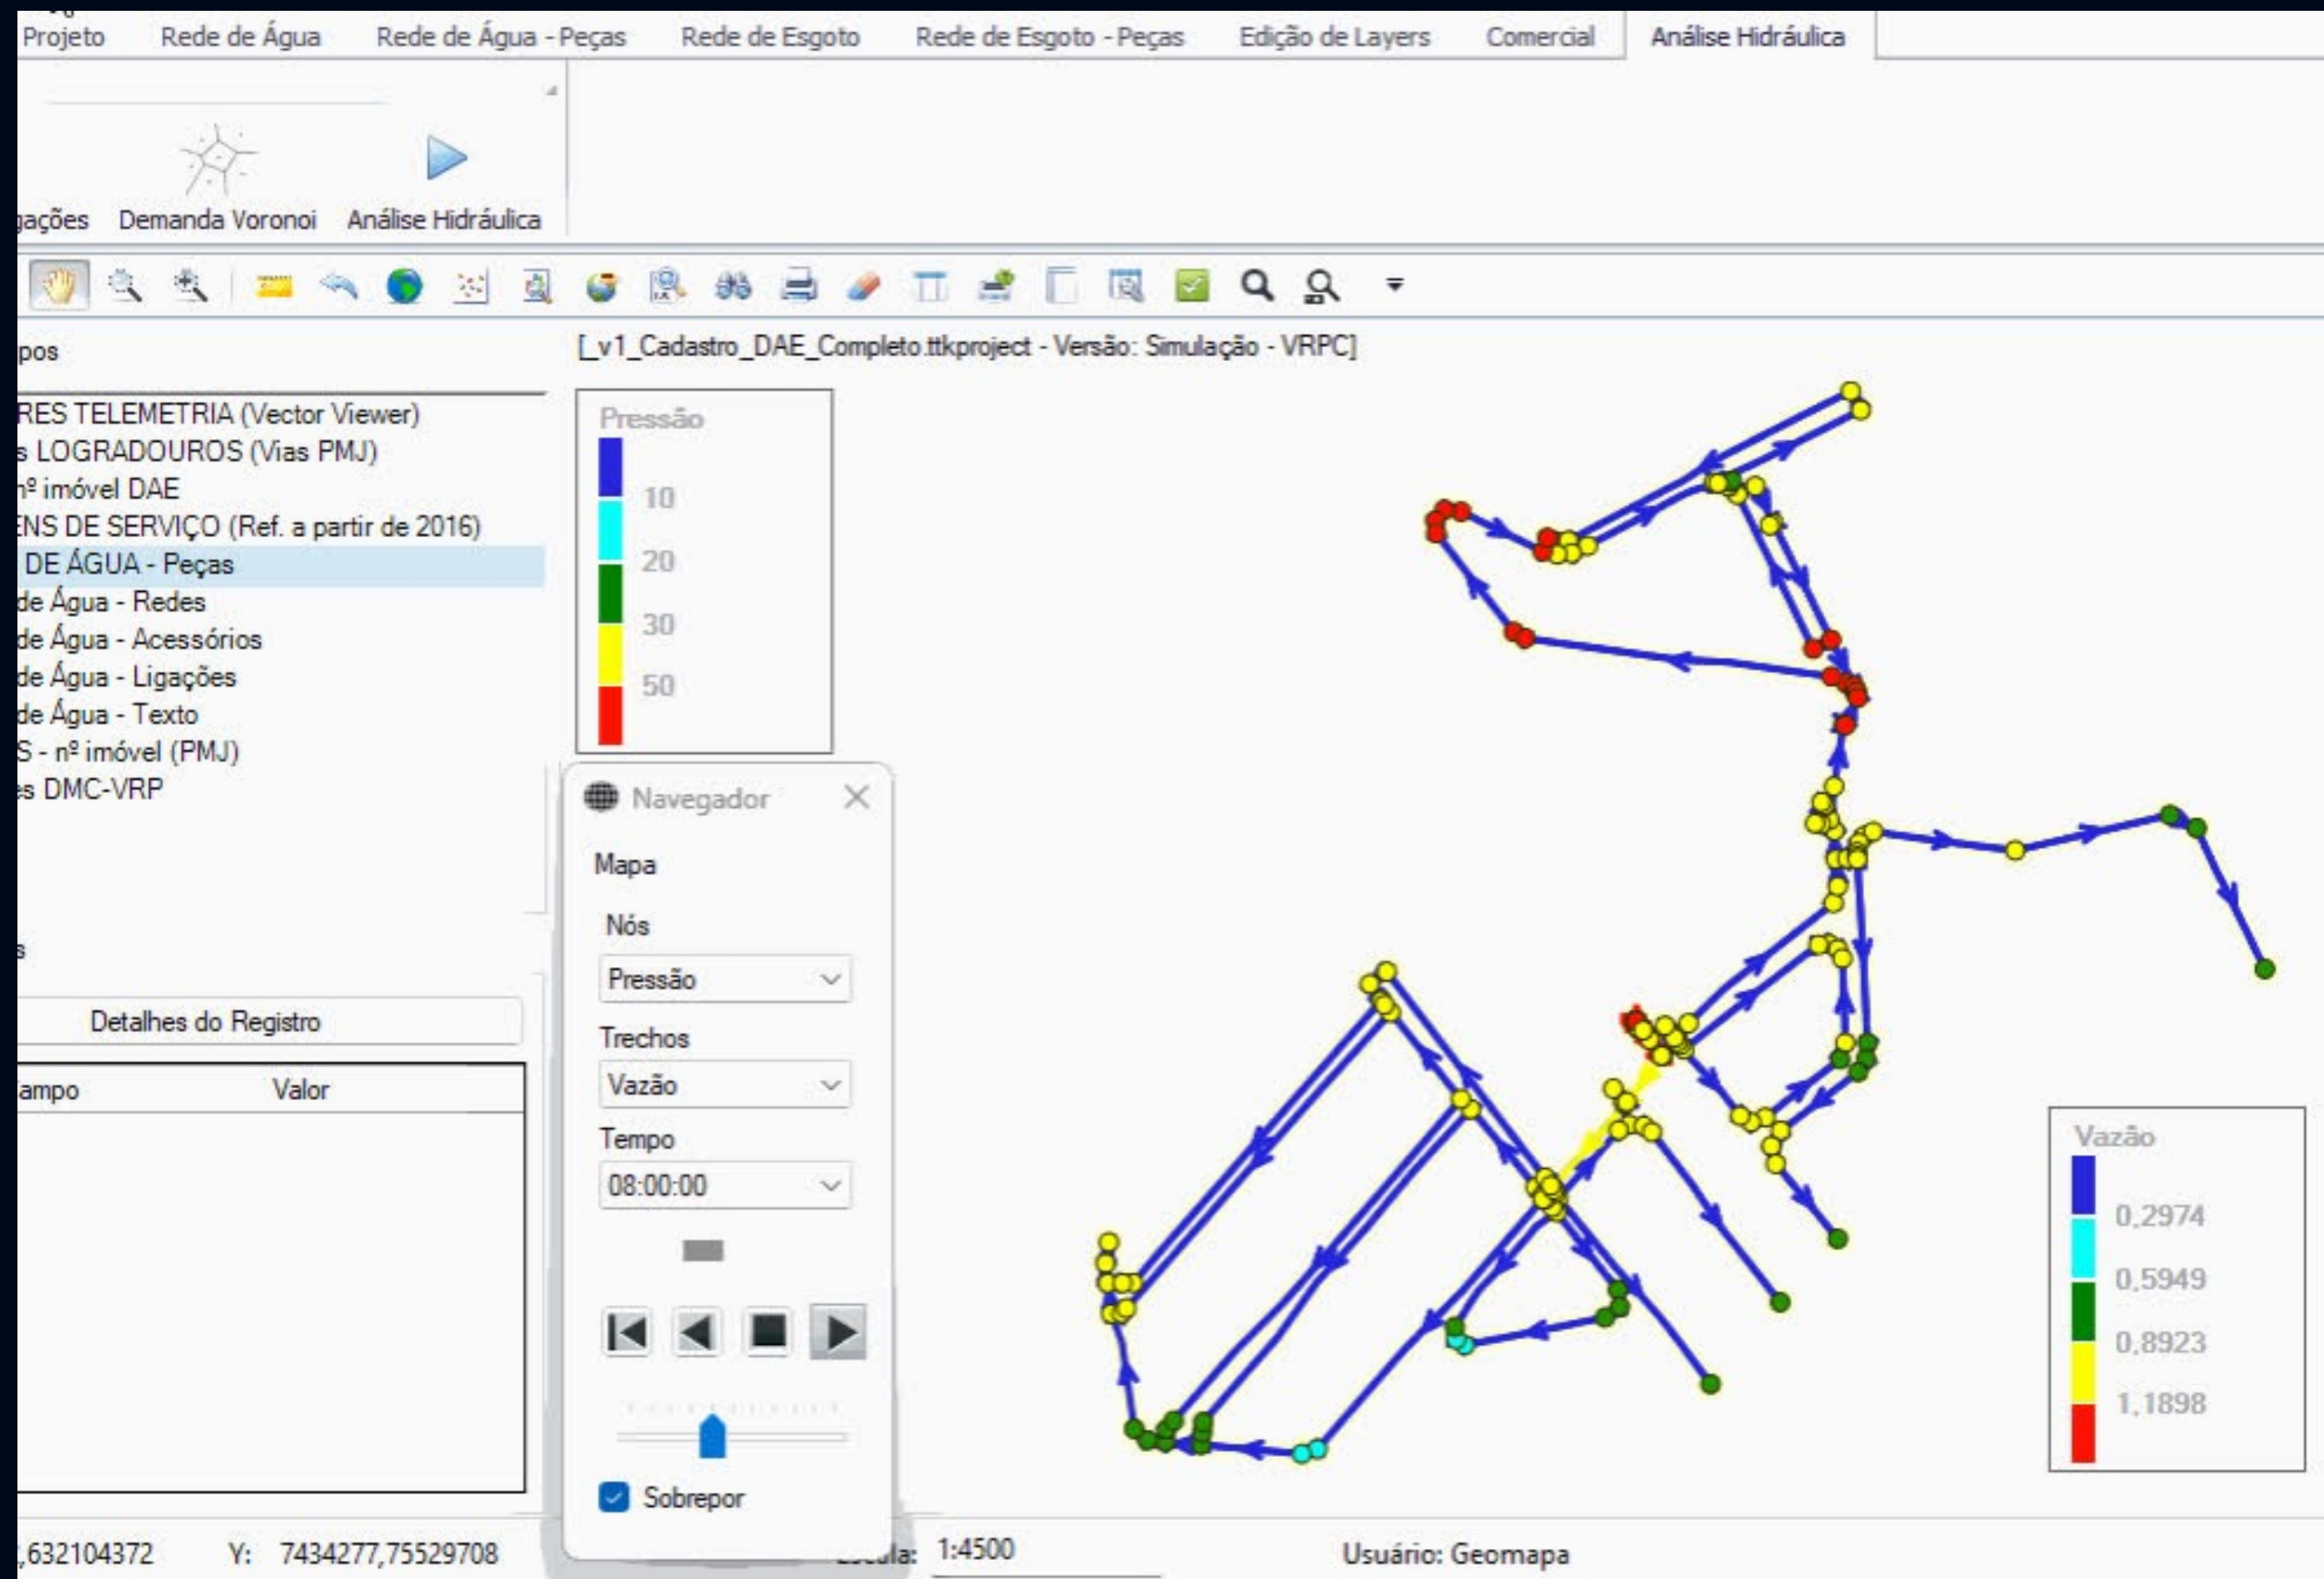 Projeto Rede de Água Rede de Água - Peças Rede de Esgoto Rede de Esgoto - Peças Edição de Layers Comercial Análise Hidráulica
gações Demanda Voronoi Análise Hidráulica
pos
[_v1_Cadastro_DAE_Completo.ttkproject - Versão: Simulação - VRPC]
RES TELEMETRIA (Vector Viewer)
s LOGRADOUROS (Vias PMJ)
nº imóvel DAE
ENS DE SERVIÇO (Ref. a partir de 2016)
DE ÁGUA - Peças
de Água - Redes
de Água - Acessórios
de Água - Ligações
de Água - Texto
S - nº imóvel (PMJ)
es DMC-VRP
s
Detalhes do Registro
ampo Valor
Pressão
10
20
30
50
Navegador
Mapa
Nós
Pressão
Trechos
Vazão
Tempo
08:00:00
Sobrepor
Vazão
0,2974
0,5949
0,8923
1,1898
,632104372 Y: 7434277,75529708 1:4500 Usuário: Geomapa